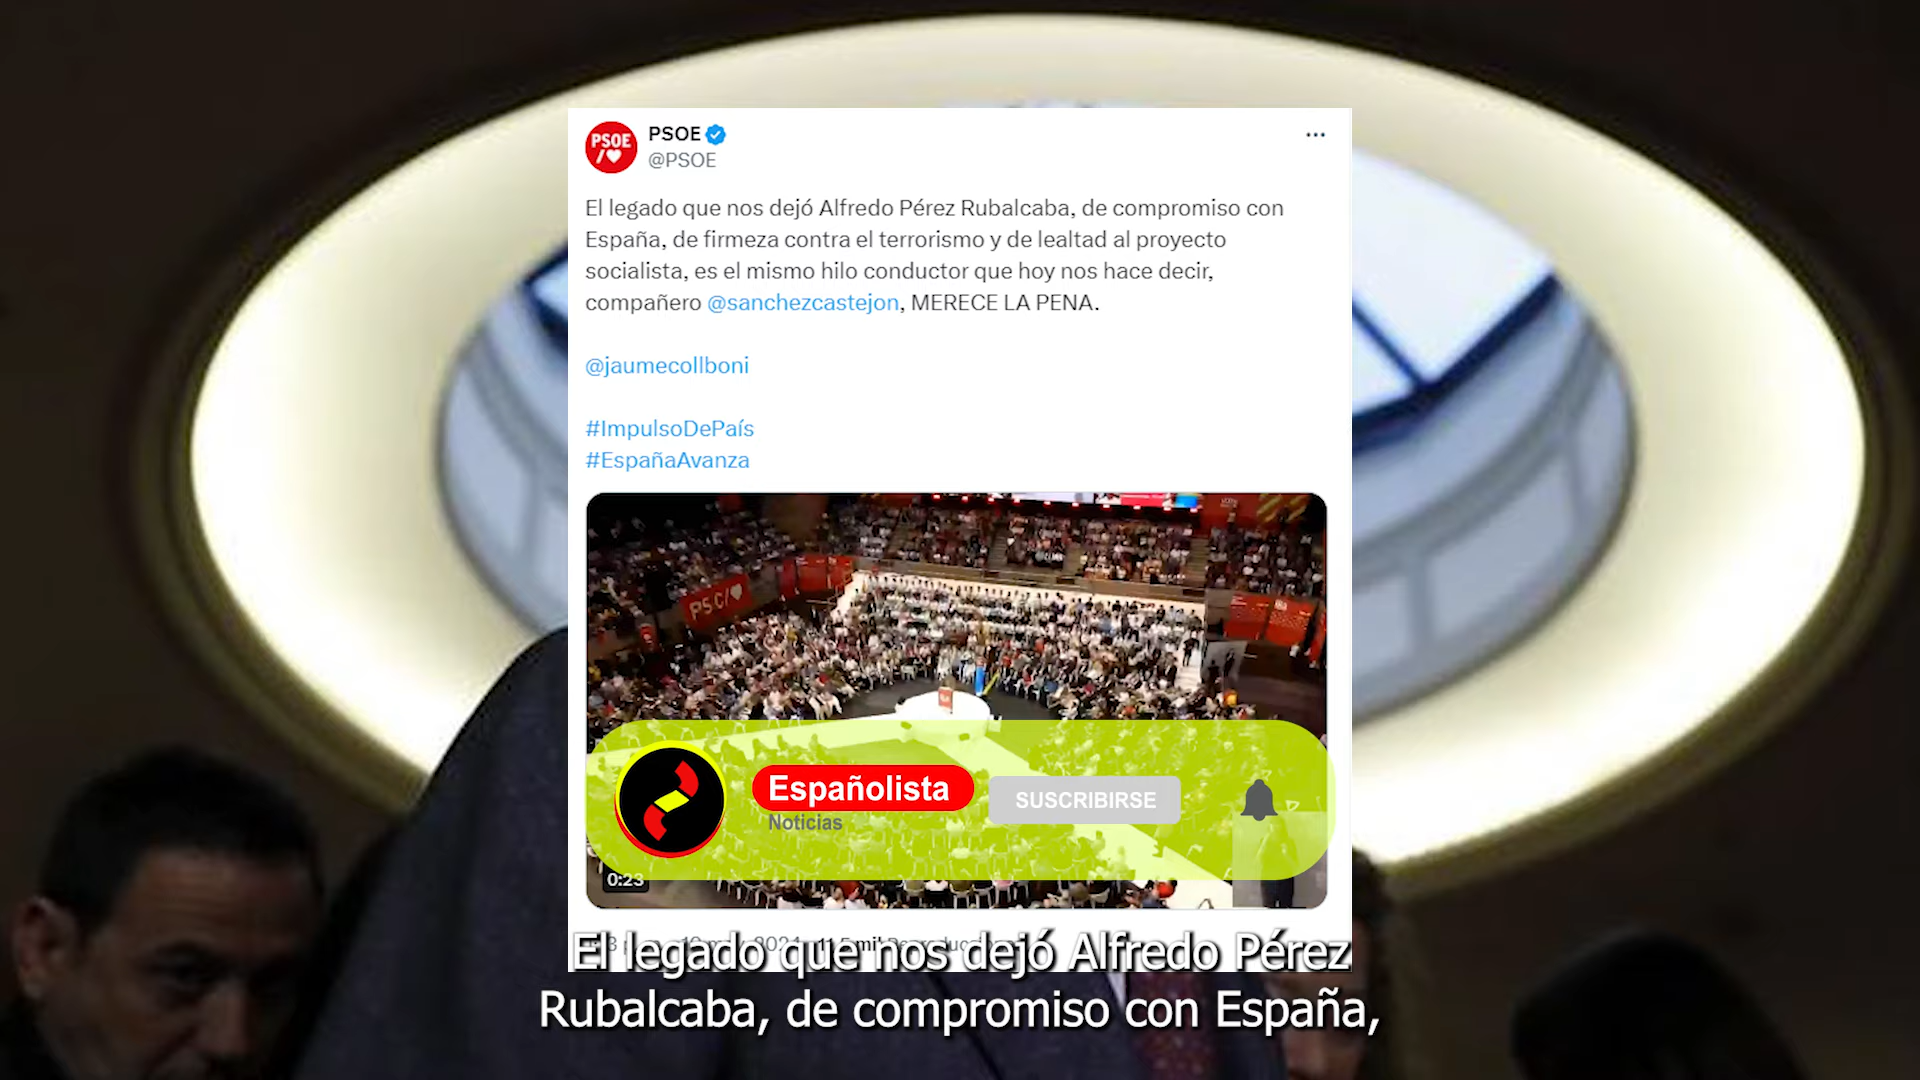 PSOE
PSOE
@PSOE
El legado que nos dejó Alfredo Pérez Rubalcaba, de compromiso con
España, de firmeza contra el terrorismo y de lealtad al proyecto
socialista, es el mismo hilo conductor que hoy nos hace decir,
compañero @sanchezcastejon, MERECE LA PENA.
@jaumecollboni
#ImpulsoDePaís
#EspañaAvanza
PSC/
Españolista
Noticias
SUSCRIBIRSE
0:23
El legado que nos dejó Alfredo Pérez
Rubalcaba, de compromiso con España,